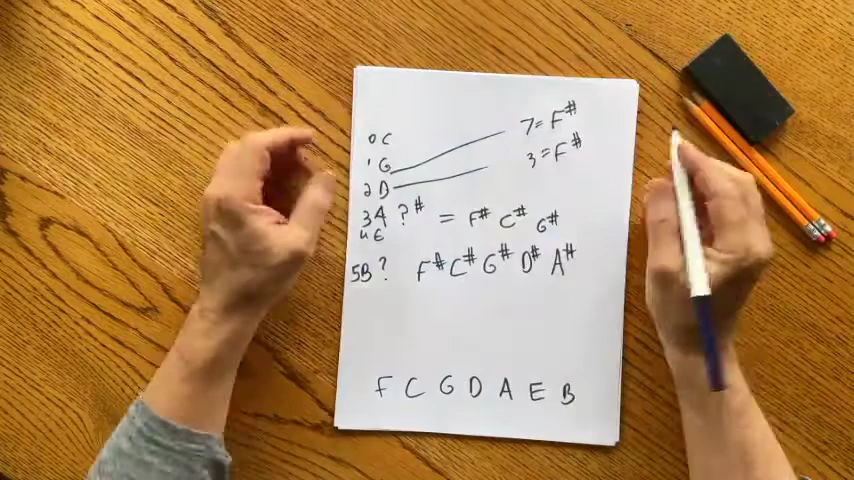 0 C
1 G 7 = F#
2 D 3 = F#
3 A ?# = F# C# G#
4 E
5 B ? F# C# G# D# A#
F C G D A E B